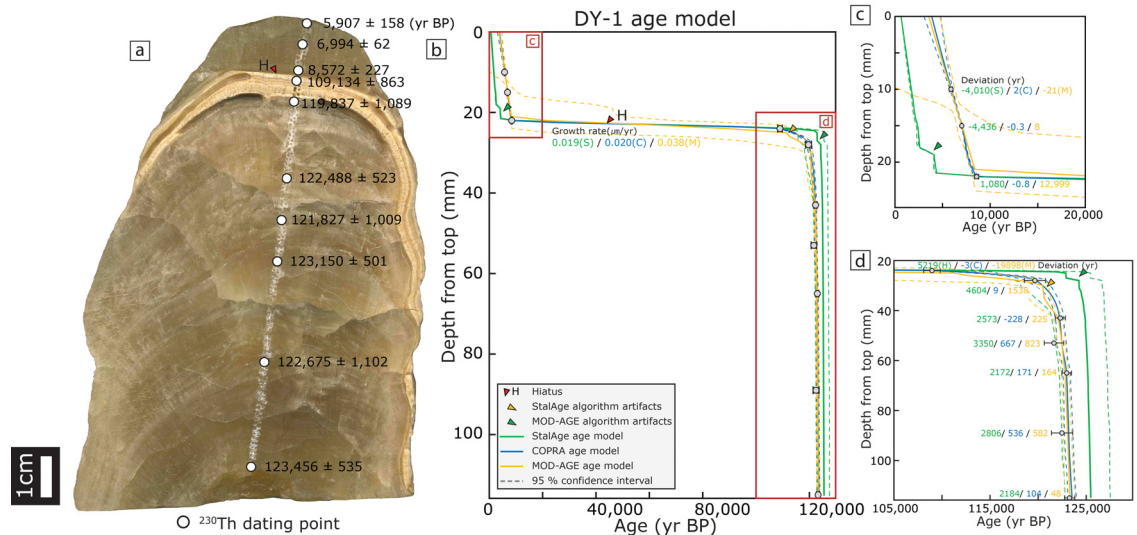 a
5,907 ± 158 (yr BP)
6,994 ± 62
H
8,572 ± 227
109,134 ± 863
119,837 ± 1,089
122,488 ± 523
121,827 ± 1,009
123,150 ± 501
122,675 ± 1,102
123,456 ± 535
1cm
²³⁰Th dating point
b
DY-1 age model
Depth from top (mm)
0
20
40
60
80
100
c
H
d
Growth rate(㎛/yr)
0.019(S) / 0.020(C) / 0.038(M)
H Hiatus
StalAge algorithm artifacts
MOD-AGE algorithm artifacts
StalAge age model
COPRA age model
MOD-AGE age model
95 % confidence interval
0
40,000
80,000
120,000
Age (yr BP)
c
Depth from top (mm)
0
10
20
Deviation (yr)
-4,010(S) / 2(C) / -21(M)
-4,436 / -0.3 / 8
1,080/ -0.8 / 12,999
0
10,000
20,000
Age (yr BP)
d
Depth from top (mm)
20
40
60
80
100
5219(H) / -3(C) / -19898(M) Deviation (yr)
4604/ 9 / 1538
2573/ -228 / 225
3350/ 667 / 823
2172/ 171 / 164
2806/ 536 / 582
2184/ 104 / 48
105,000
115,000
125,000
Age (yr BP)